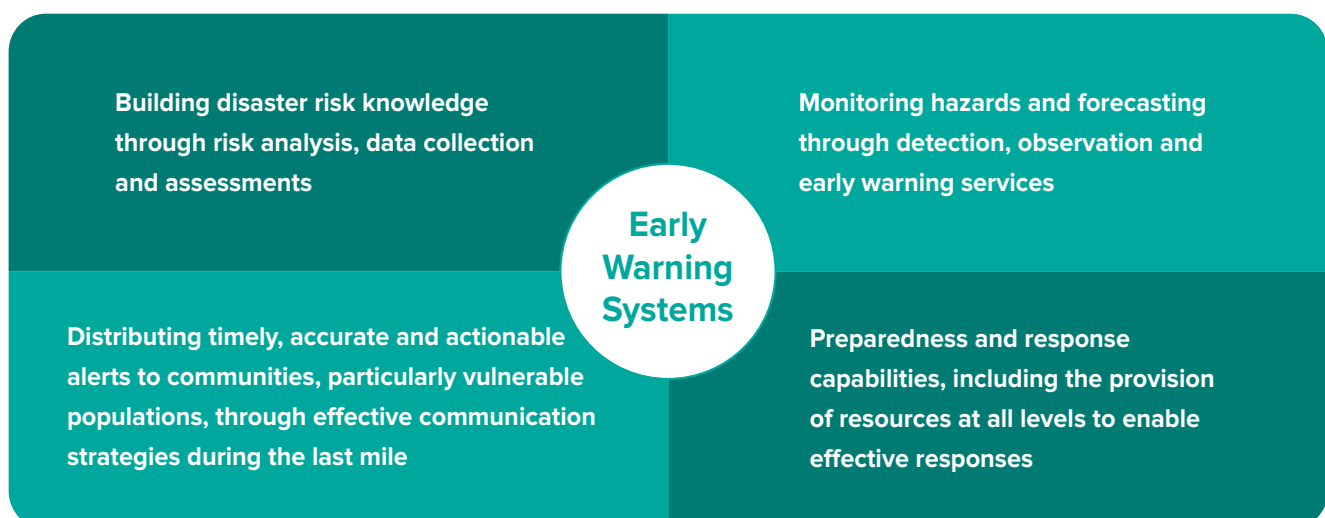 Building disaster risk knowledge
through risk analysis, data collection
and assessments
Monitoring hazards and forecasting
through detection, observation and
early warning services
Early
Warning
Systems
Distributing timely, accurate and actionable
alerts to communities, particularly vulnerable
populations, through effective communication
strategies during the last mile
Preparedness and response
capabilities, including the provision
of resources at all levels to enable
effective responses